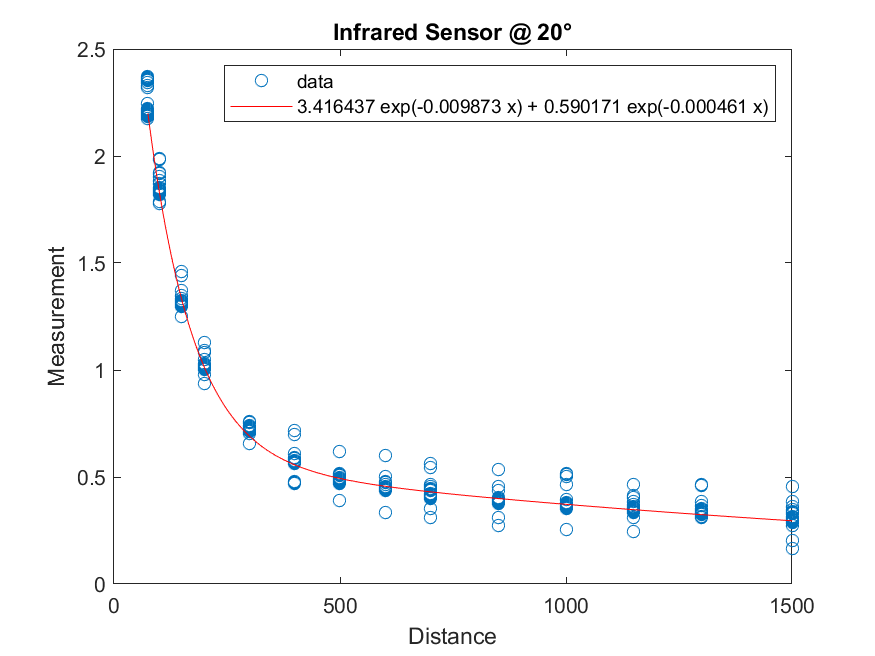 Infrared Sensor @ 20°
data
3.416437 exp(-0.009873 x) + 0.590171 exp(-0.000461 x)
2.5
2
1.5
1
0.5
0
Measurement
0 500 1000 1500
Distance